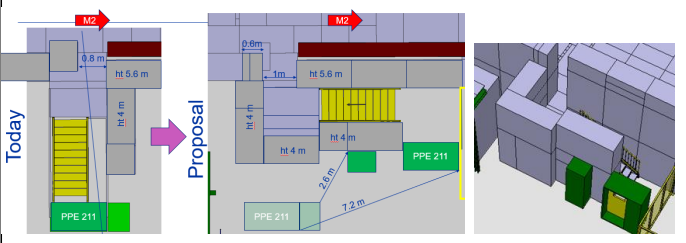 M2
0.8 m
ht 5.6 m
ht 4 m
PPE 211
Today
Proposal
M2
0.6m
1m
ht 5.6 m
ht 4 m
ht 4 m
ht 4 m
PPE 211
2.6 m
7.2 m
PPE 211